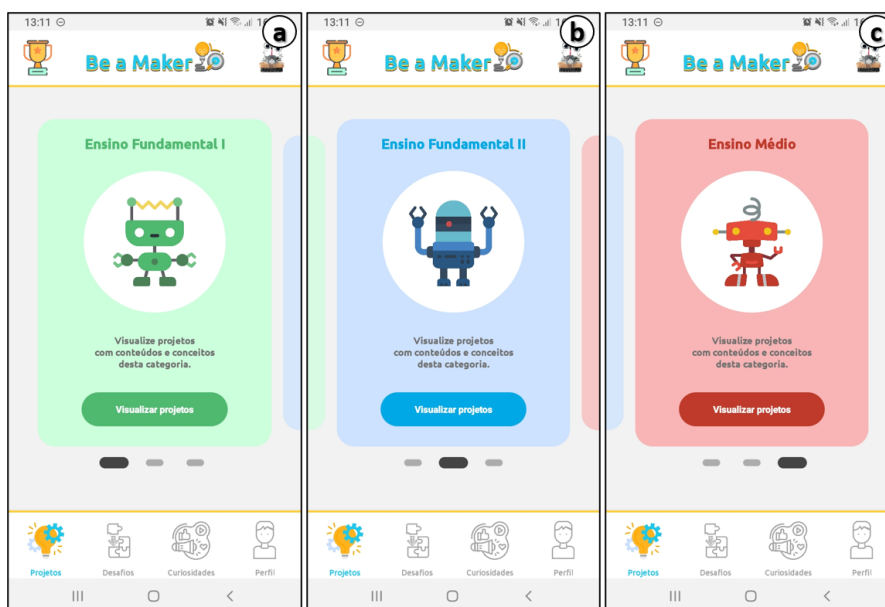 13:11
a
Be a Maker
Ensino Fundamental I
Visualize projetos
com conteúdos e conceitos
desta categoria.
Visualizar projetos
Projetos
Desafios
Curiosidades
Perfil
13:11
b
Be a Maker
Ensino Fundamental II
Visualize projetos
com conteúdos e conceitos
desta categoria.
Visualizar projetos
Projetos
Desafios
Curiosidades
Perfil
13:11
c
Be a Maker
Ensino Médio
Visualize projetos
com conteúdos e conceitos
desta categoria.
Visualizar projetos
Projetos
Desafios
Curiosidades
Perfil